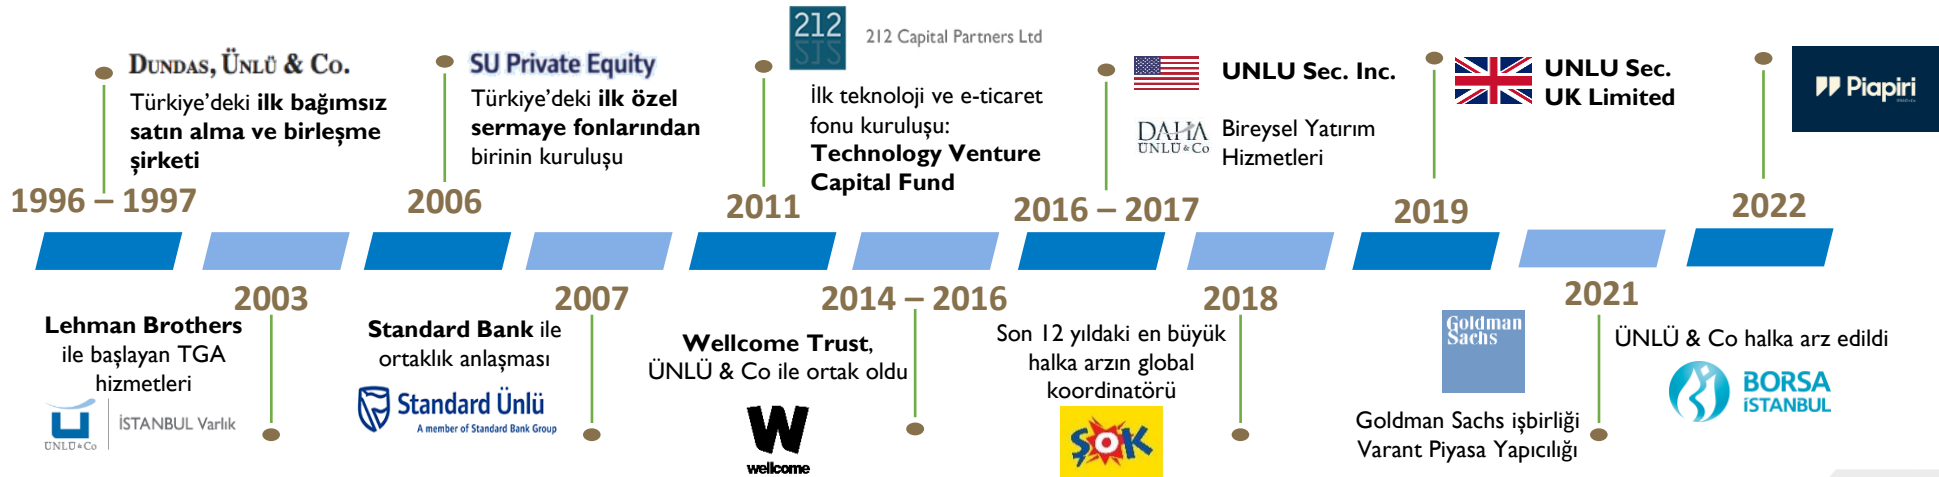 DUNDAS, ÜNLÜ & CO.
Türkiye'deki ilk bağımsız
satın alma ve birleşme
şirketi
1996 – 1997
SU Private Equity
Türkiye'deki ilk özel
sermaye fonlarından
birinin kuruluşu
2006
212
212 Capital Partners Ltd
İlk teknoloji ve e-ticaret
fonu kuruluşu:
Technology Venture
Capital Fund
2011
UNLU Sec. Inc.
DAHA
ÜNLÜ & Co
Bireysel Yatırım
Hizmetleri
2016 – 2017
UNLU Sec.
UK Limited
2019
Piapiri
2022
2003
Lehman Brothers
ile başlayan TGA
hizmetleri
ÜNLÜ & Co
İSTANBUL Varlık
2007
Standard Bank ile
ortaklık anlaşması
Standard Ünlü
A member of Standard Bank Group
2014 – 2016
Wellcome Trust,
ÜNLÜ & Co ile ortak oldu
W
wellcome
2018
Son 12 yıldaki en büyük
halka arzın global
koordinatörü
ŞOK
2021
Goldman
Sachs
Goldman Sachs işbirliği
Varant Piyasa Yapıcılığı
ÜNLÜ & Co halka arz edildi
BORSA
İSTANBUL